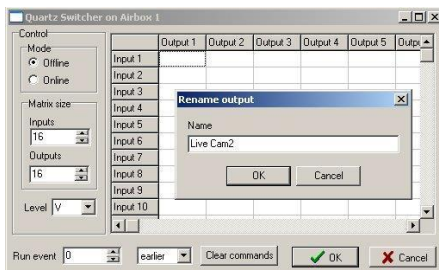 Quartz Switcher on Airbox 1
Control
Mode
Offline
Online
Matrix size
Inputs
16
Outputs
16
Level V
Output 1 Output 2 Output 3 Output 4 Output 5 Outpu
Input 1
Input 2
Input 3
Input 4
Input 5
Input 6
Input 7
Input 8
Input 9
Input 10
Rename output
Name
Live Cam2
OK Cancel
Run event 0 earlier Clear commands OK Cancel